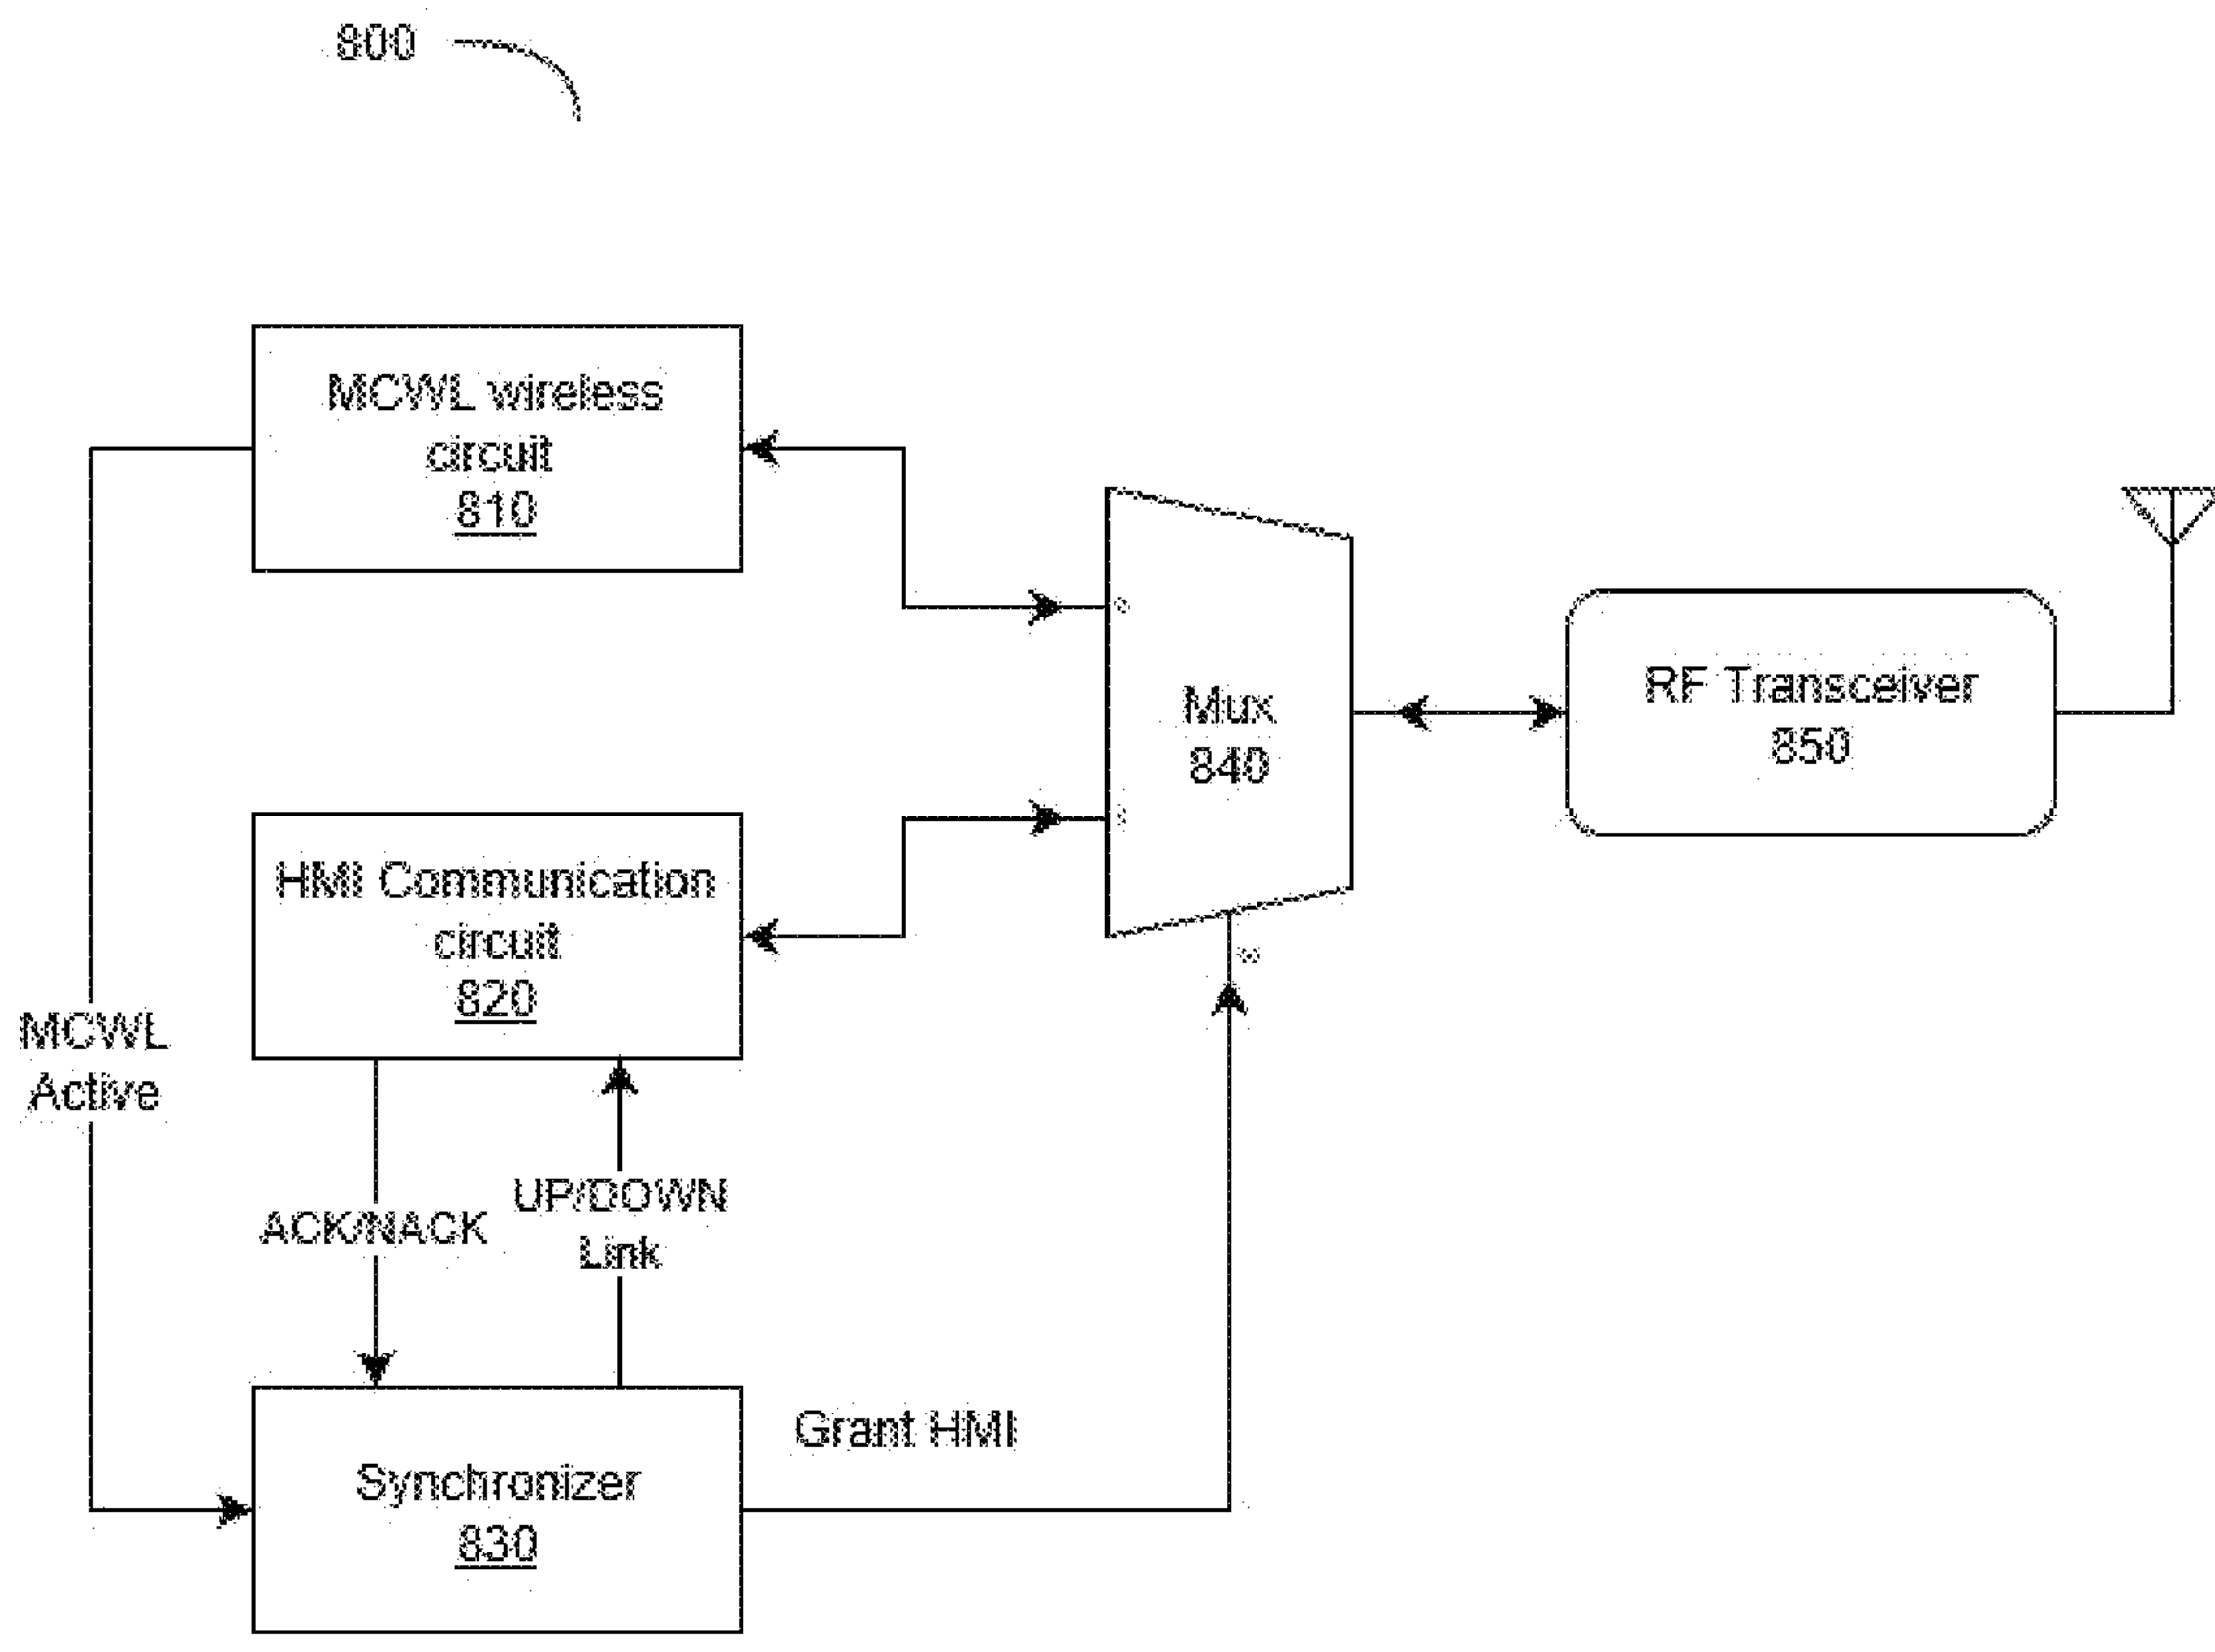 800
MCWL wireless
circuit
810
Mux
840
RF Transceiver
850
HMI Communication
circuit
820
MCWL
Active
ACK/NACK
UP/DOWN
Link
Grant HMI
Synchronizer
830